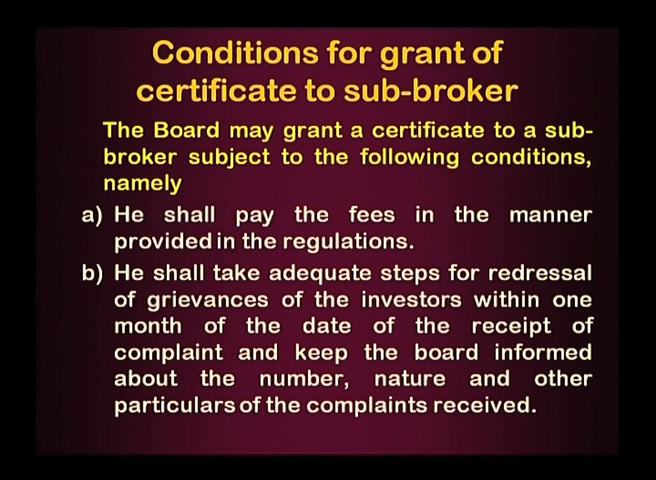 Conditions for grant of
certificate to sub-broker
The Board may grant a certificate to a sub-
broker subject to the following conditions,
namely
a) He shall pay the fees in the manner
provided in the regulations.
b) He shall take adequate steps for redressal
of grievances of the investors within one
month of the date of the receipt of
complaint and keep the board informed
about the number, nature and other
particulars of the complaints received.